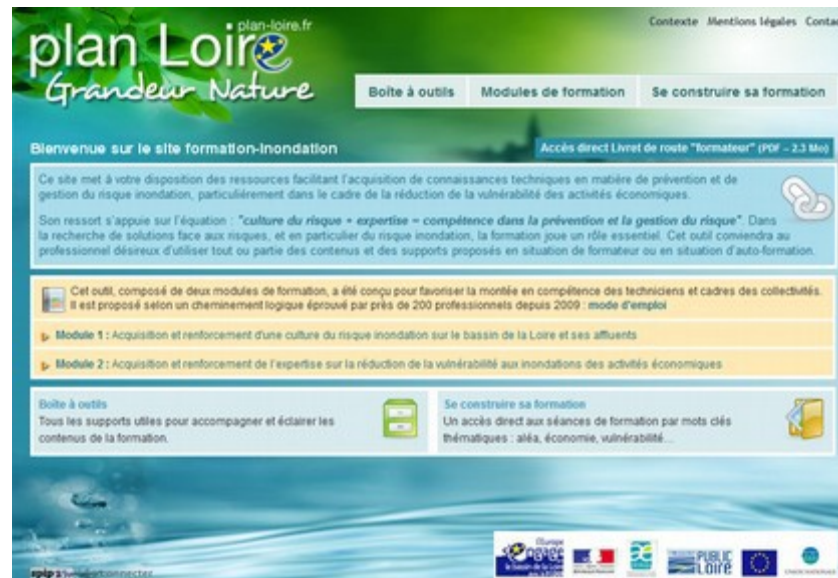 plan-loire.fr
plan Loire
Grandeur Nature
Contexte Mentions légales Conta
Boîte à outils Modules de formation Se construire sa formation
Bienvenue sur le site formation-inondation
Accès direct Livret de route "formateur" (PDF - 2.3 Mo)
Ce site met à votre disposition des ressources facilitant l'acquisition de connaissances techniques en matière de prévention et de
gestion du risque inondation, particulièrement dans le cadre de la réduction de la vulnérabilité des activités économiques.
Son ressort s'appuie sur l'équation : "culture du risque + expertise = compétence dans la prévention et la gestion du risque". Dans
la recherche de solutions face aux risques, et en particulier du risque inondation, la formation joue un rôle essentiel. Cet outil conviendra au
professionnel désireux d'utiliser tout ou partie des contenus et des supports proposés en situation de formateur ou en situation d'auto-formation.
Cet outil, composé de deux modules de formation, a été conçu pour favoriser la montée en compétence des techniciens et cadres des collectivités.
Il est proposé selon un cheminement logique éprouvé par près de 200 professionnels depuis 2009 : mode d'emploi
Module 1 : Acquisition et renforcement d'une culture du risque inondation sur le bassin de la Loire et ses affluents
Module 2 : Acquisition et renforcement de l'expertise sur la réduction de la vulnérabilité aux inondations des activités économiques
Boîte à outils
Tous les supports utiles pour accompagner et éclairer les
contenus de la formation.
Se construire sa formation
Un accès direct aux séances de formation par mots clés
thématiques : aléa, économie, vulnérabilité...
L'Europe
s'engage
le bassin de la Loire
PUBLIC
LOIRE